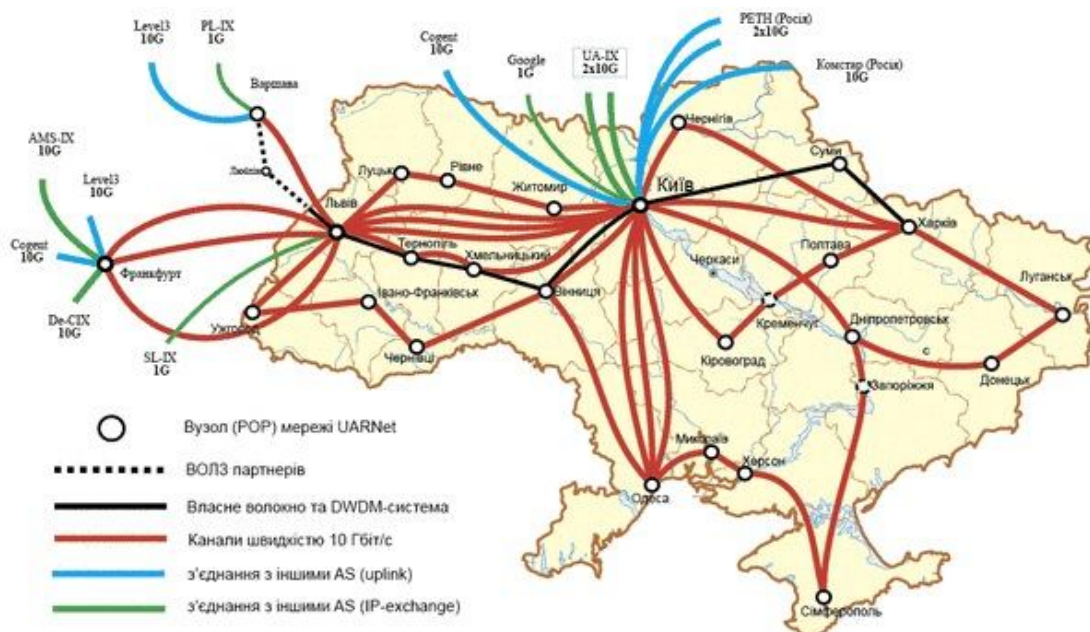 Level3
10G
PL-IX
1G
Cogent
10G
Google
1G
UA-IX
2x10G
РЕТН (Росія)
2x10G
Комстар (Росія)
10G
Варшава
Люблін
AMS-IX
10G
Level3
10G
Cogent
10G
Франкфурт
De-CIX
10G
SL-IX
1G
Чернігів
Суми
Луцьк
Рівне
Житомир
Київ
Львів
Харків
Тернопіль
Хмельницький
Полтава
Черкаси
Луганськ
Вінниця
Івано-Франківськ
Ужгород
Кременчуг
Дніпропетровськ
Чернівці
Кіровоград
Донецьк
Запоріжжя
Миколаїв
Херсон
Одеса
Сімферополь
Вузол (POP) мережі UARNet
ВОЛЗ партнерів
Власне волокно та DWDM-система
Канали швидкістю 10 Гбіт/с
з'єднання з іншими AS (uplink)
з'єднання з іншими AS (IP-exchange)